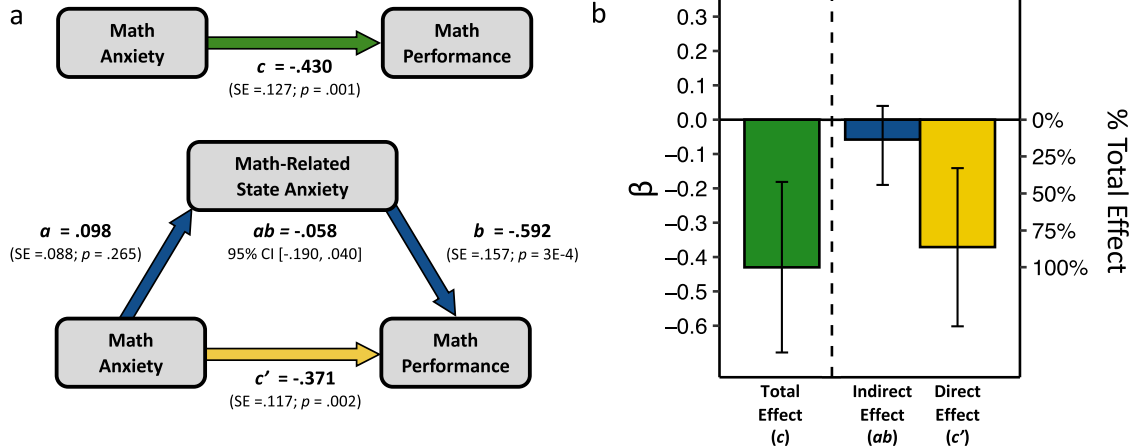 a
Math
Anxiety
Math
Performance
c = -.430
(SE =.127; p = .001)
Math-Related
State Anxiety
a = .098
(SE =.088; p = .265)
ab = -.058
95% CI [-.190, .040]
b = -.592
(SE =.157; p = 3E-4)
Math
Anxiety
Math
Performance
c’ = -.371
(SE =.117; p = .002)
b
0.3
0.2
0.1
0.0
−0.1
−0.2
−0.3
−0.4
−0.5
−0.6
β
0%
25%
50%
75%
100%
% Total Effect
Total
Effect
(c)
Indirect
Effect
(ab)
Direct
Effect
(c’)